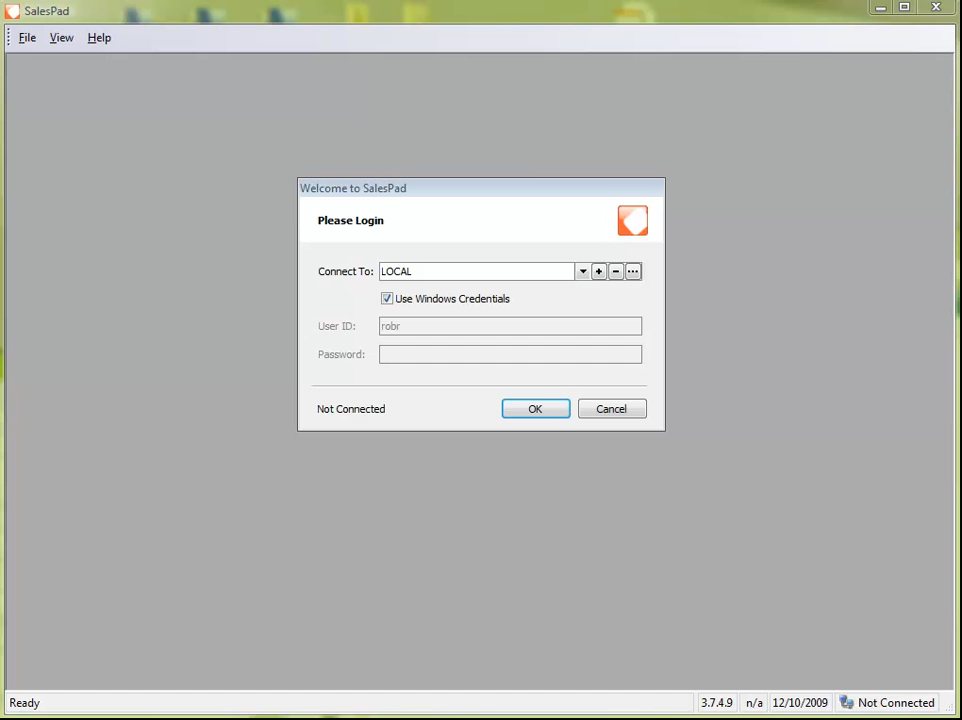 SalesPad
File View Help
Welcome to SalesPad
Please Login
Connect To: LOCAL
Use Windows Credentials
User ID: robr
Password:
Not Connected OK Cancel
Ready 3.7.4.9 n/a 12/10/2009 Not Connected